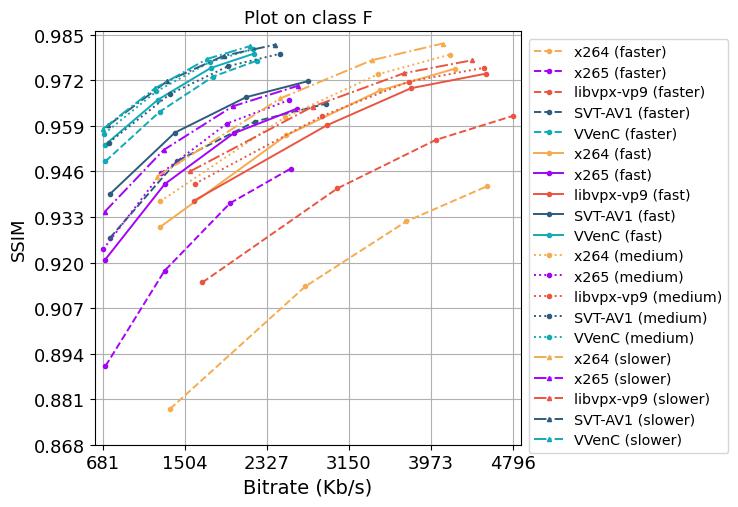 Plot on class F
0.985
0.972
0.959
0.946
0.933
0.920
0.907
0.894
0.881
0.868
SSIM
681 1504 2327 3150 3973 4796
Bitrate (Kb/s)
x264 (faster)
x265 (faster)
libvpx-vp9 (faster)
SVT-AV1 (faster)
VVenC (faster)
x264 (fast)
x265 (fast)
libvpx-vp9 (fast)
SVT-AV1 (fast)
VVenC (fast)
x264 (medium)
x265 (medium)
libvpx-vp9 (medium)
SVT-AV1 (medium)
VVenC (medium)
x264 (slower)
x265 (slower)
libvpx-vp9 (slower)
SVT-AV1 (slower)
VVenC (slower)